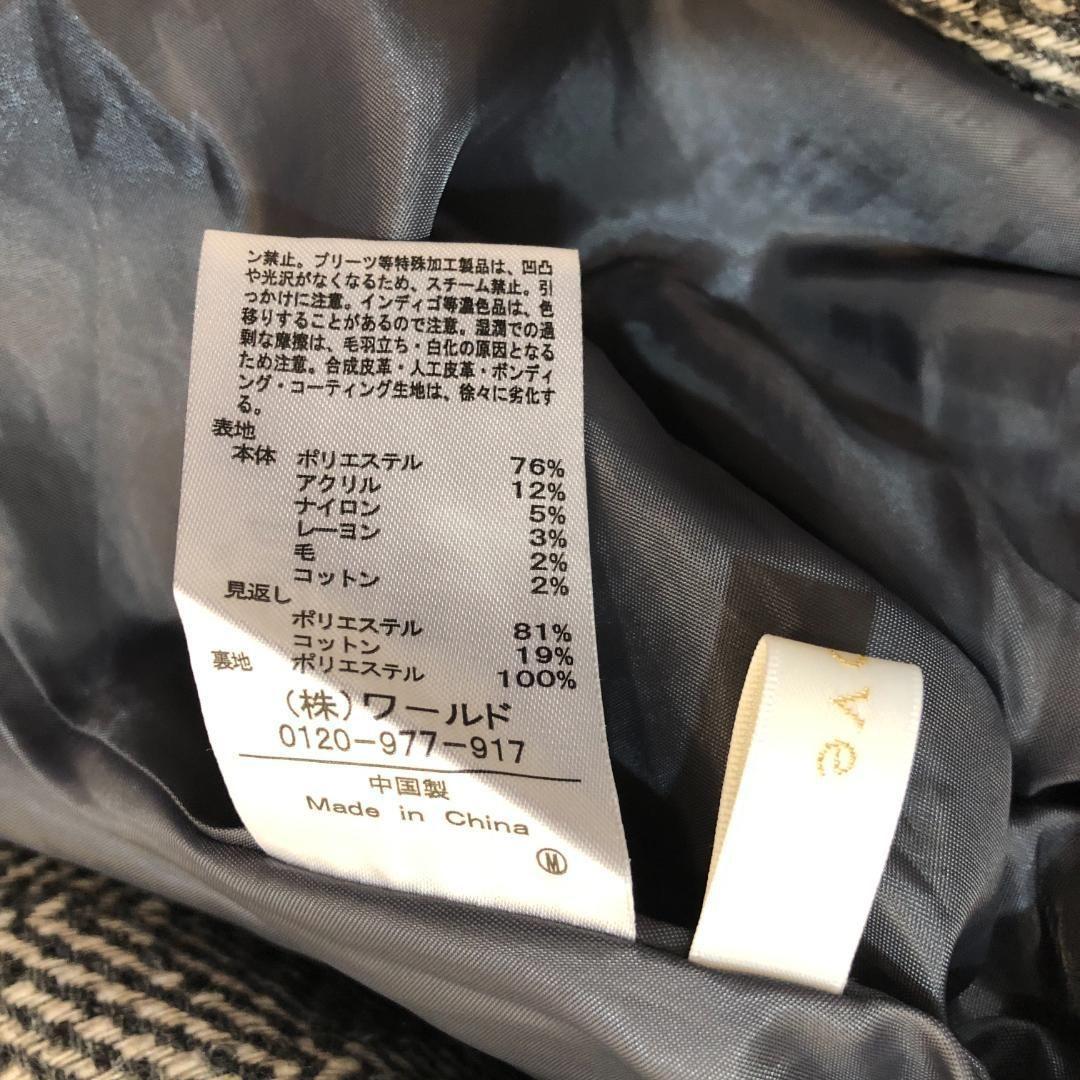 ン禁止。プリーツ等特殊加工製品は、凹凸
や光沢がなくなるため、スチーム禁止。引
っかけに注意。インディゴ等濃色品は、色
移りすることがあるので注意。湿潤での過
剰な摩擦は、毛羽立ち・白化の原因となる
ため注意。合成皮革・人工皮革・ボンディ
ング・コーティング生地は、徐々に劣化す
る。
表地
本体 ポリエステル 76%
アクリル 12%
ナイロン 5%
レーヨン 3%
毛 2%
コットン 2%
見返し
ポリエステル 81%
コットン 19%
裏地 ポリエステル 100%
(株)ワールド
0120-977-917
中国製
Made in China
M
ve